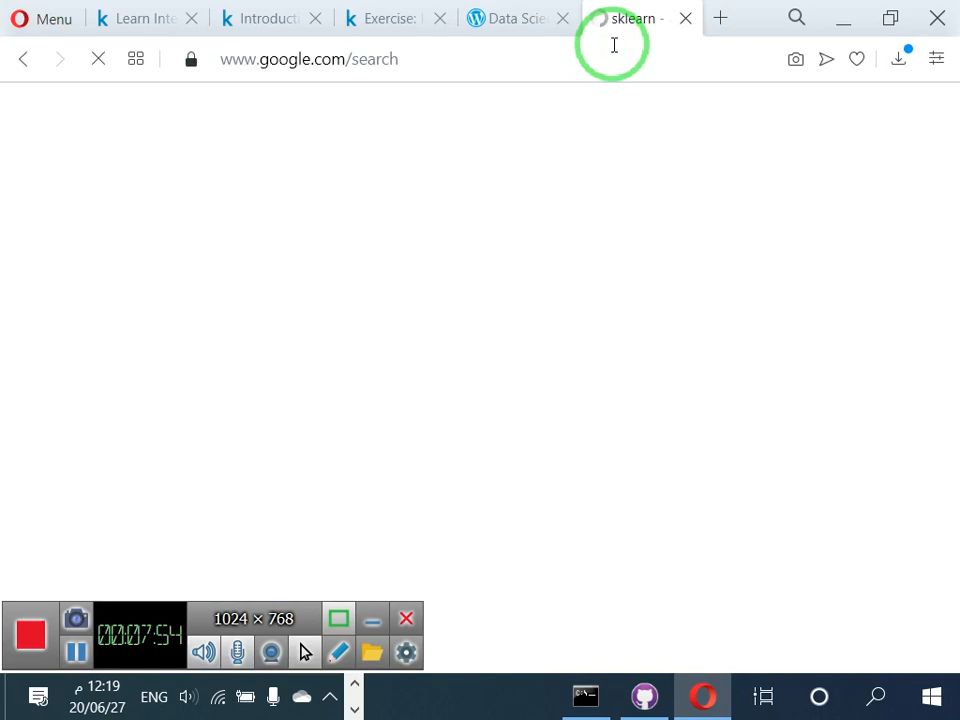 Menu
Learn Inte
Introducti
Exercise: I
Data Scie
sklearn -
www.google.com/search
00:07:54
1024 × 768
12:19 م
ENG
20/06/27